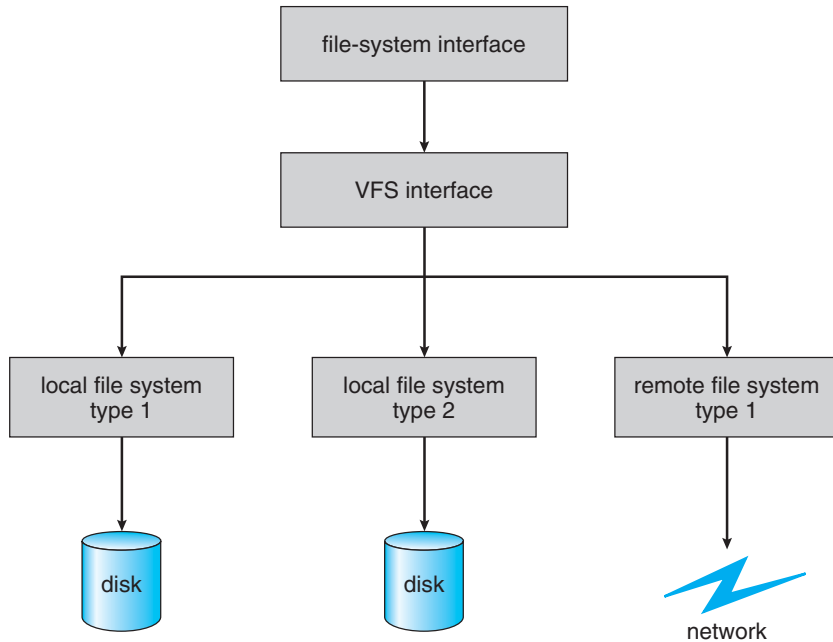 file-system interface
VFS interface
local file system
type 1
local file system
type 2
remote file system
type 1
disk
disk
network